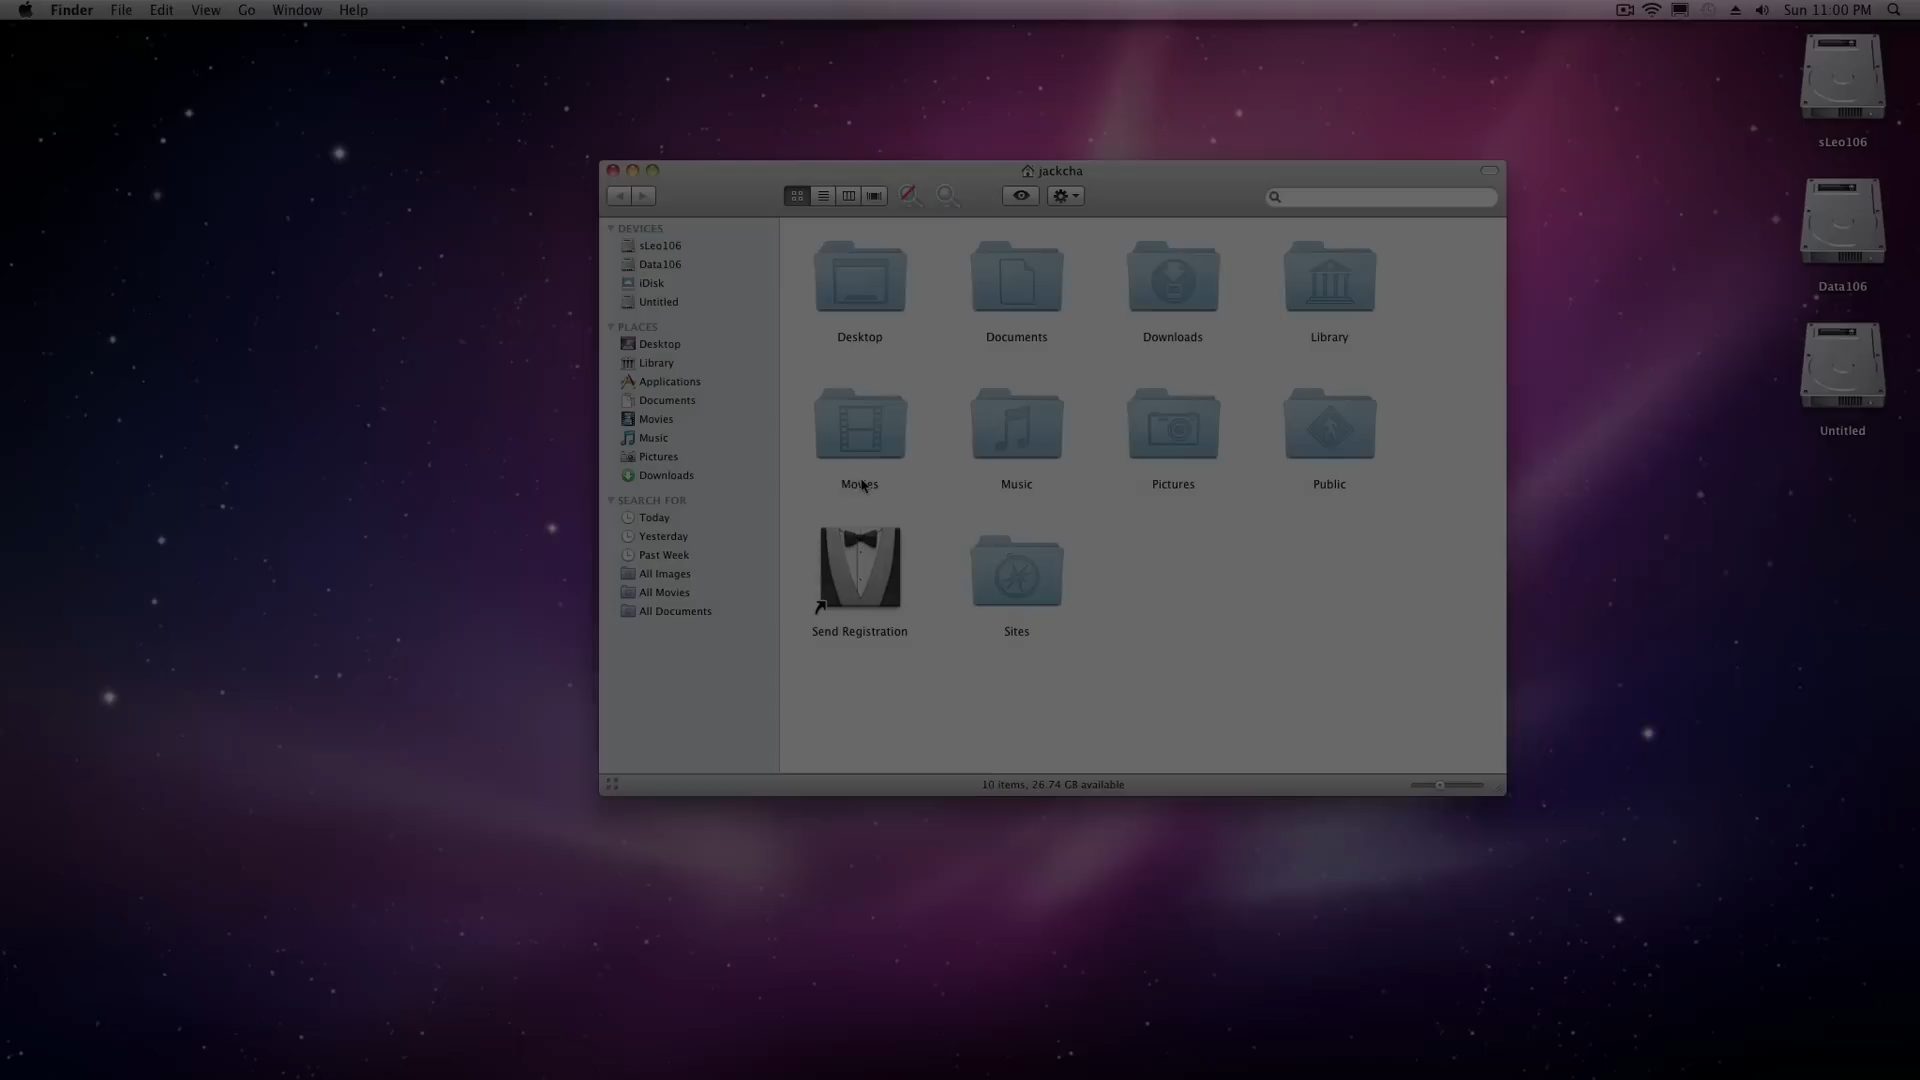 Finder File Edit View Go Window Help Sun 11:00 PM
sLeo106
Data106
Untitled
jackcha
DEVICES
sLeo106
Data106
iDisk
Untitled
PLACES
Desktop
Library
Applications
Documents
Movies
Music
Pictures
Downloads
SEARCH FOR
Today
Yesterday
Past Week
All Images
All Movies
All Documents
Desktop Documents Downloads Library
Movies Music Pictures Public
Send Registration Sites
10 items, 26.74 GB available